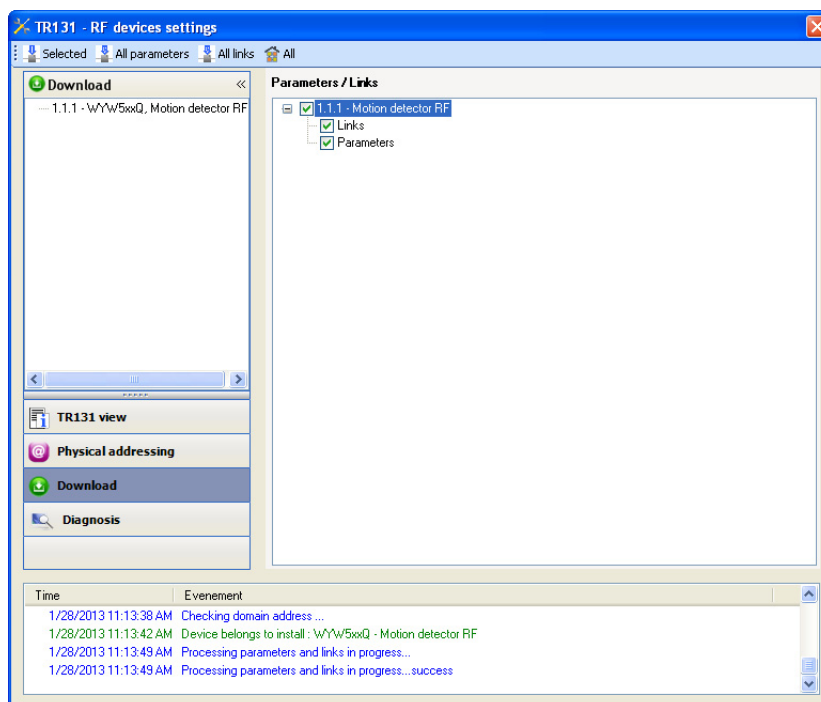 TR131 - RF devices settings
Selected All parameters All links All
Download
1.1.1 - WYW5xxQ, Motion detector RF
Parameters / Links
1.1.1 - Motion detector RF
Links
Parameters
TR131 view
Physical addressing
Download
Diagnosis
Time Evenement
1/28/2013 11:13:38 AM Checking domain address ...
1/28/2013 11:13:42 AM Device belongs to install : WYW5xxQ - Motion detector RF
1/28/2013 11:13:49 AM Processing parameters and links in progress...
1/28/2013 11:13:49 AM Processing parameters and links in progress...success